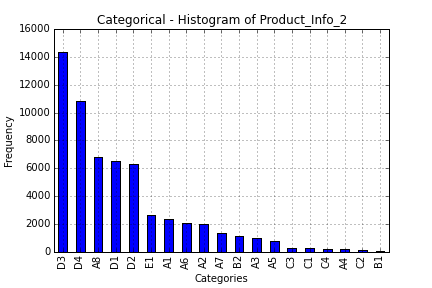 Categorical - Histogram of Product_Info_2
16000
14000
12000
10000
8000
6000
4000
2000
0
Frequency
D3 D4 A8 D1 D2 E1 A1 A6 A2 A7 B2 A3 A5 C3 C1 C4 A4 C2 B1
Categories